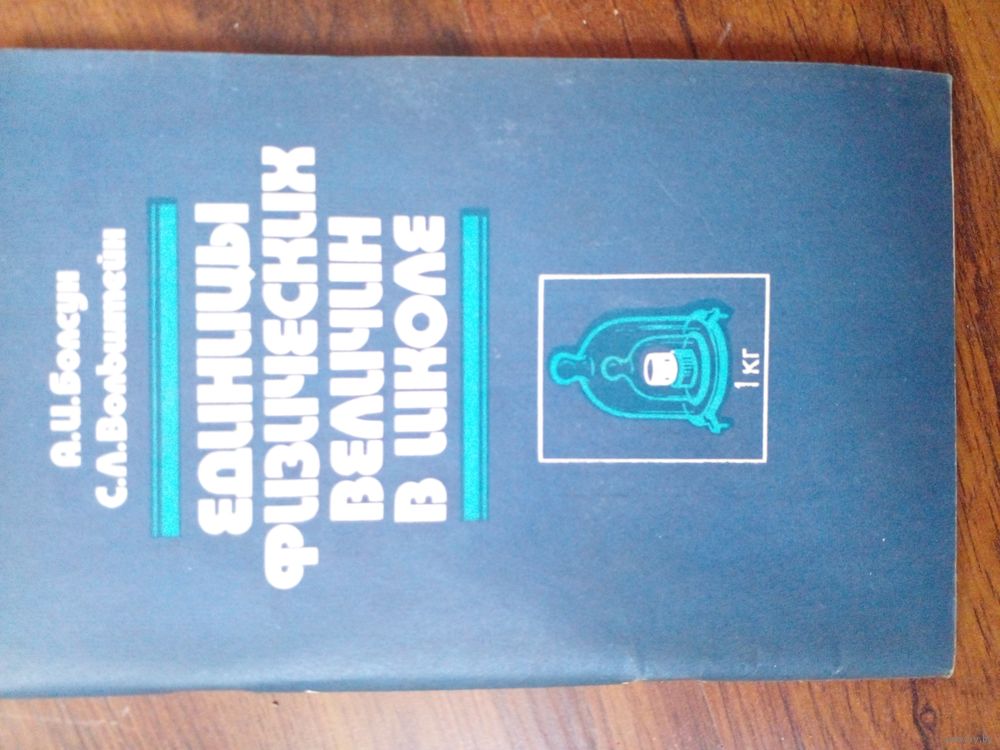 А.И.Болсун
С.Л.Вольштейн
ЕДИНИЦЫ
ФИЗИЧЕСКИХ
ВЕЛИЧИН
В ШКОЛЕ
1 кг